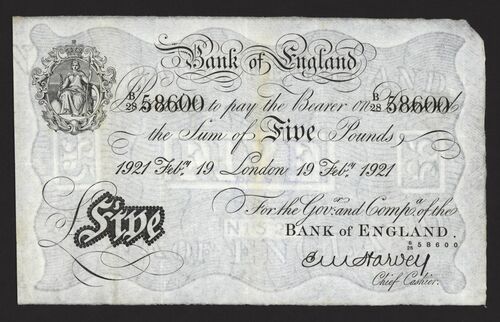 Bank of England
B/28 58600 to pay the Bearer on B/28 58600
the Sum of Five Pounds
1921 Feby. 19 London 19 Feby. 1921
For the Govr. and Compa. of the
Five
BANK of ENGLAND.
B/28 58600
E M Harvey
Chief Cashier.